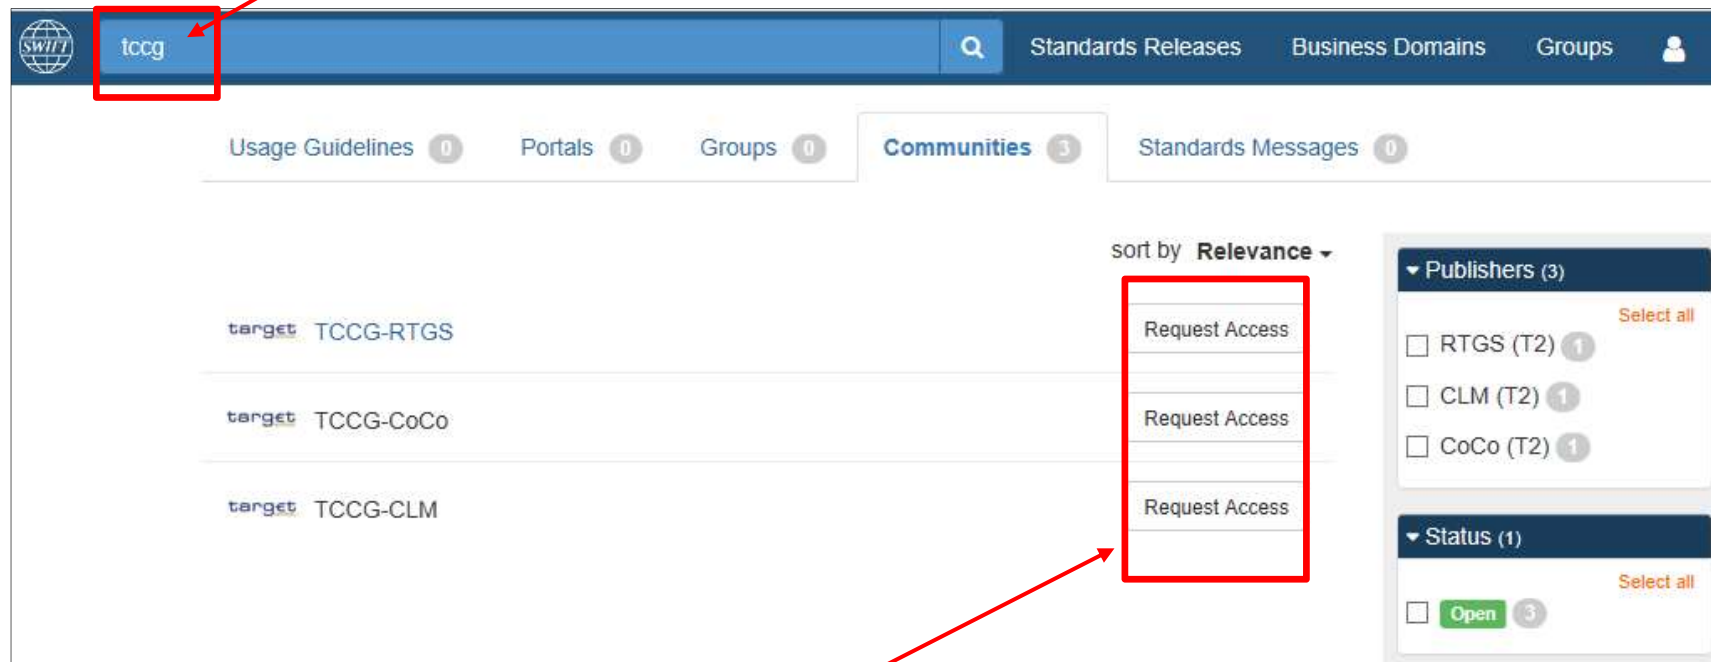 SWIFT tccg Standards Releases Business Domains Groups
Usage Guidelines 0 Portals 0 Groups 0 Communities 3 Standards Messages 0
sort by Relevance
Publishers (3)
Select all
target TCCG-RTGS Request Access
RTGS (T2) 1
CLM (T2) 1
target TCCG-CoCo Request Access
CoCo (T2) 1
target TCCG-CLM Request Access
Status (1)
Select all
Open 3